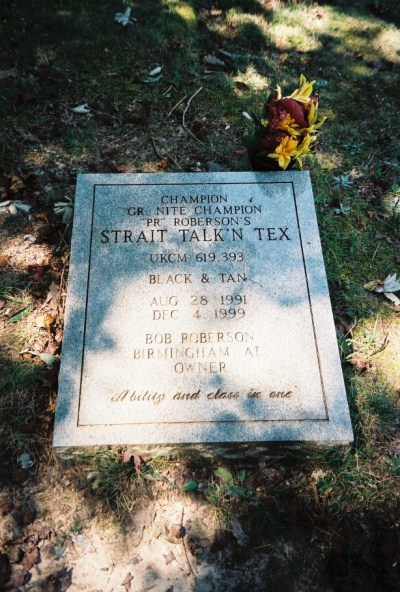 CHAMPION
GR. NITE CHAMPION
"PR" ROBERSON'S
STRAIT TALK'N TEX
UKCM 619,393
BLACK & TAN
AUG 28 1991
DEC 4 1999
BOB ROBERSON
BIRMINGHAM AL
OWNER
"Ability and class in one"